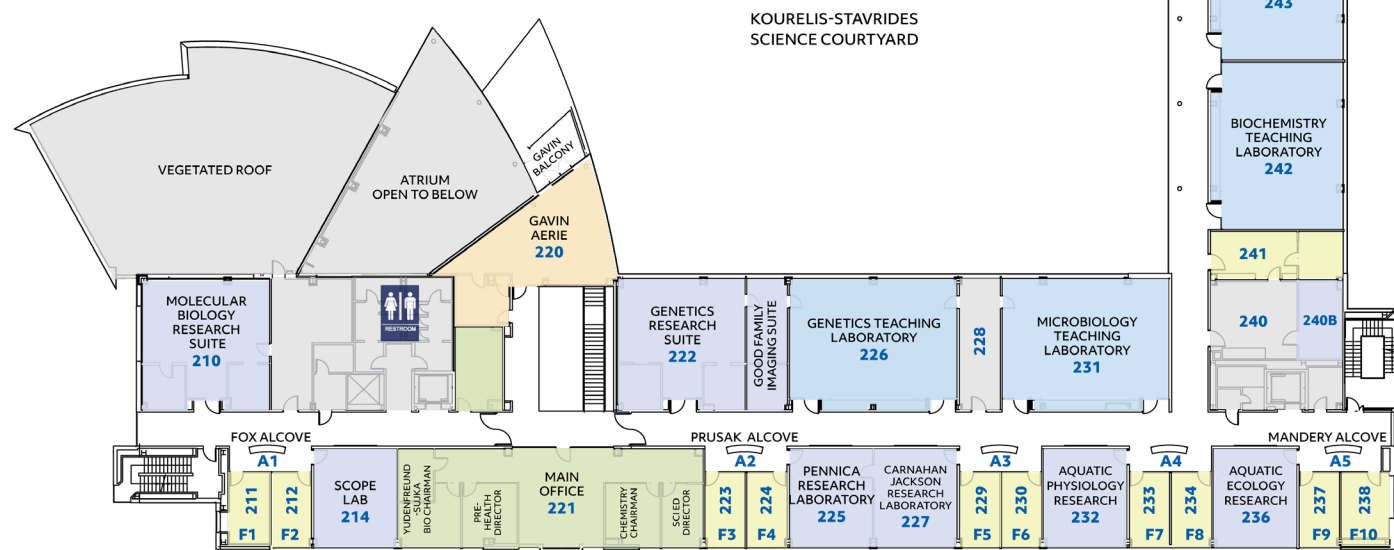 KOURELIS-STAVRIDES
SCIENCE COURTYARD
243
BIOCHEMISTRY
TEACHING
LABORATORY
242
VEGETATED ROOF
ATRIUM
OPEN TO BELOW
GAVIN
BALCONY
GAVIN
AERIE
220
241
MOLECULAR
BIOLOGY
RESEARCH
SUITE
210
RESTROOM
GENETICS
RESEARCH
SUITE
222
GOOD FAMILY
IMAGING SUITE
GENETICS TEACHING
LABORATORY
226
228
MICROBIOLOGY
TEACHING
LABORATORY
231
240
240B
FOX ALCOVE
A1
PRUSAK ALCOVE
A2
A3
A4
MANDERY ALCOVE
A5
211
F1
212
F2
SCOPE
LAB
214
YUDENFREUND
-SUJKA
BIO CHAIRMAN
PRE-
HEALTH
DIRECTOR
MAIN
OFFICE
221
CHEMISTRY
CHAIRMAN
SCI ED
DIRECTOR
223
F3
224
F4
PENNICA
RESEARCH
LABORATORY
225
CARNAHAN
JACKSON
RESEARCH
LABORATORY
227
229
F5
230
F6
AQUATIC
PHYSIOLOGY
RESEARCH
232
233
F7
234
F8
AQUATIC
ECOLOGY
RESEARCH
236
237
F9
238
F10